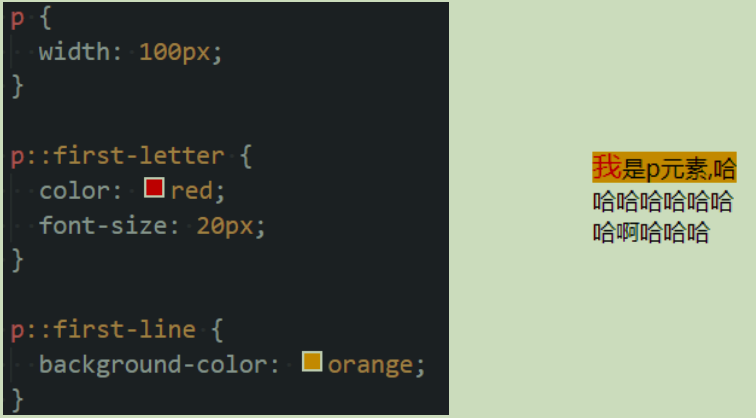 p {
  width: 100px;
}

p::first-letter {
  color: red;
  font-size: 20px;
}

p::first-line {
  background-color: orange;
}
我是p元素,哈
哈哈哈哈哈哈
哈啊哈哈哈